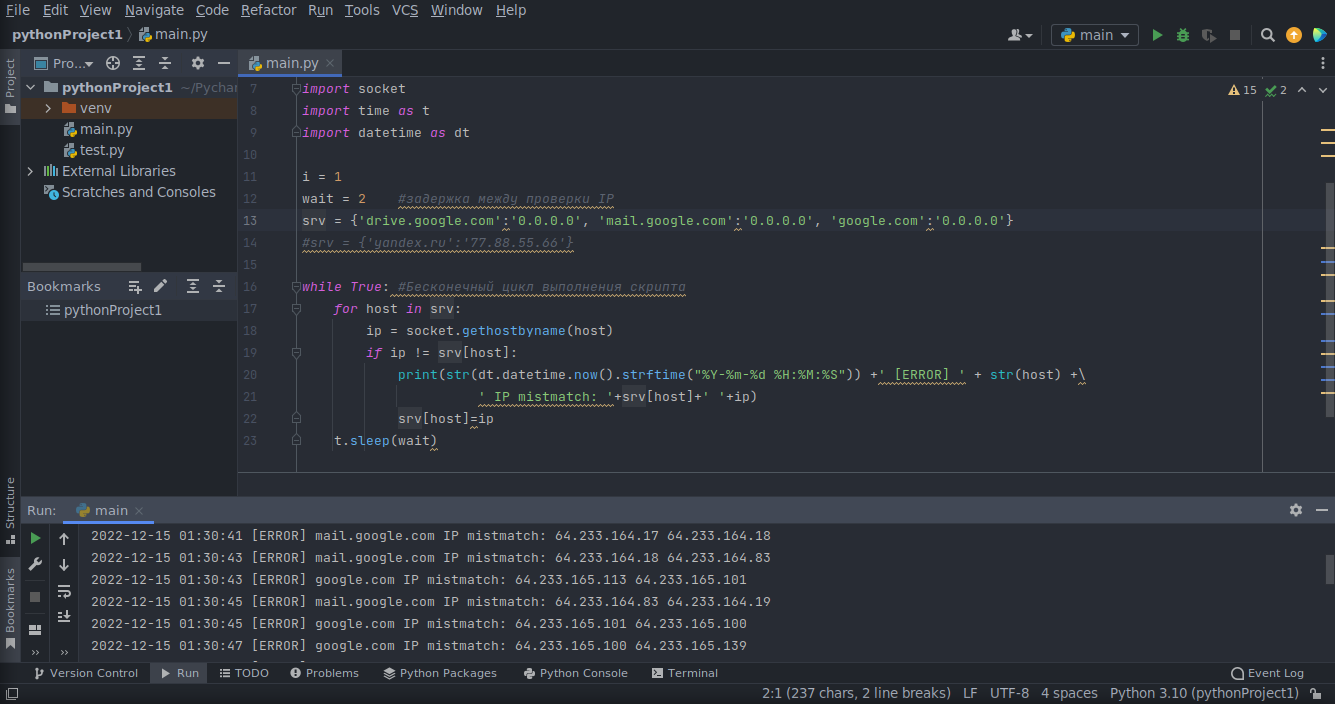 File Edit View Navigate Code Refactor Run Tools VCS Window Help
pythonProject1 main.py main
Project
Pro... main.py
pythonProject1 ~/Pychar
venv
main.py
test.py
External Libraries
Scratches and Consoles
Bookmarks
pythonProject1
15 2
7 import socket
8 import time as t
9 import datetime as dt
10
11 i = 1
12 wait = 2 #задержка между проверки IP
13 srv = {'drive.google.com':'0.0.0.0', 'mail.google.com':'0.0.0.0', 'google.com':'0.0.0.0'}
14 #srv = {'yandex.ru':'77.88.55.66'}
15
16 while True: #Бесконечный цикл выполнения скрипта
17 for host in srv:
18 ip = socket.gethostbyname(host)
19 if ip != srv[host]:
20 print(str(dt.datetime.now().strftime("%Y-%m-%d %H:%M:%S")) +' [ERROR] ' + str(host) +\
21 ' IP mistmatch: '+srv[host]+' '+ip)
22 srv[host]=ip
23 t.sleep(wait)
Structure
Bookmarks
Run: main
2022-12-15 01:30:41 [ERROR] mail.google.com IP mistmatch: 64.233.164.17 64.233.164.18
2022-12-15 01:30:43 [ERROR] mail.google.com IP mistmatch: 64.233.164.18 64.233.164.83
2022-12-15 01:30:43 [ERROR] google.com IP mistmatch: 64.233.165.113 64.233.165.101
2022-12-15 01:30:45 [ERROR] mail.google.com IP mistmatch: 64.233.164.83 64.233.164.19
2022-12-15 01:30:45 [ERROR] google.com IP mistmatch: 64.233.165.101 64.233.165.100
2022-12-15 01:30:47 [ERROR] google.com IP mistmatch: 64.233.165.100 64.233.165.139
Version Control Run TODO Problems Python Packages Python Console Terminal Event Log
2:1 (237 chars, 2 line breaks) LF UTF-8 4 spaces Python 3.10 (pythonProject1)